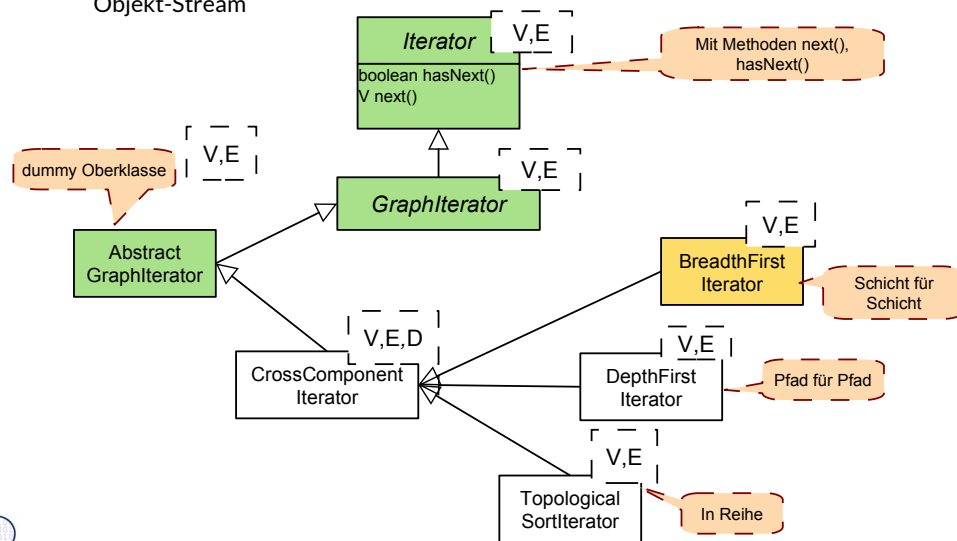 Objekt-Stream
Iterator
V,E
boolean hasNext()
V next()
Mit Methoden next(),
hasNext()
dummy Oberklasse
V,E
V,E
GraphIterator
Abstract
GraphIterator
V,E
BreadthFirst
Iterator
Schicht für
Schicht
V,E,D
CrossComponent
Iterator
V,E
DepthFirst
Iterator
Pfad für Pfad
V,E
Topological
SortIterator
In Reihe